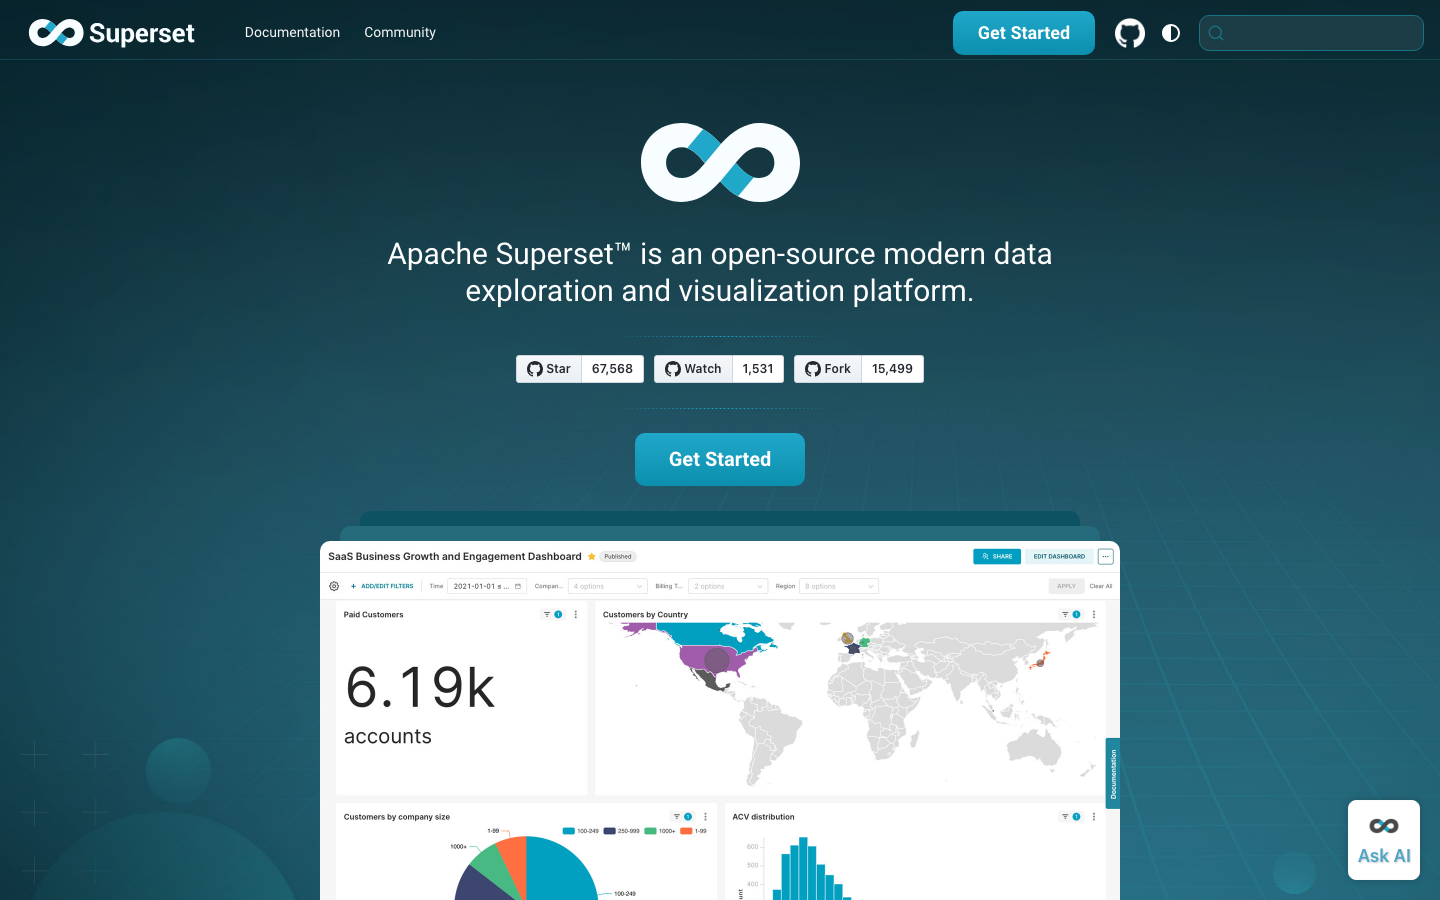 Superset
Documentation
Community
Get Started
Apache Superset™ is an open-source modern data
exploration and visualization platform.
Star 67,568
Watch 1,531
Fork 15,499
Get Started
SaaS Business Growth and Engagement Dashboard
Published
SHARE
EDIT DASHBOARD
...
+ ADD/EDIT FILTERS
Time
2021-01-01 ≤ ...
Compan...
4 options
Billing T...
2 options
Region
8 options
APPLY
Clear All
Paid Customers
1
6.19k
accounts
Customers by Country
1
Documentation
Customers by company size
1
100-249
250-999
1000+
1-99
1-99
1000+
100-249
ACV distribution
1
600
500
400
Ask AI